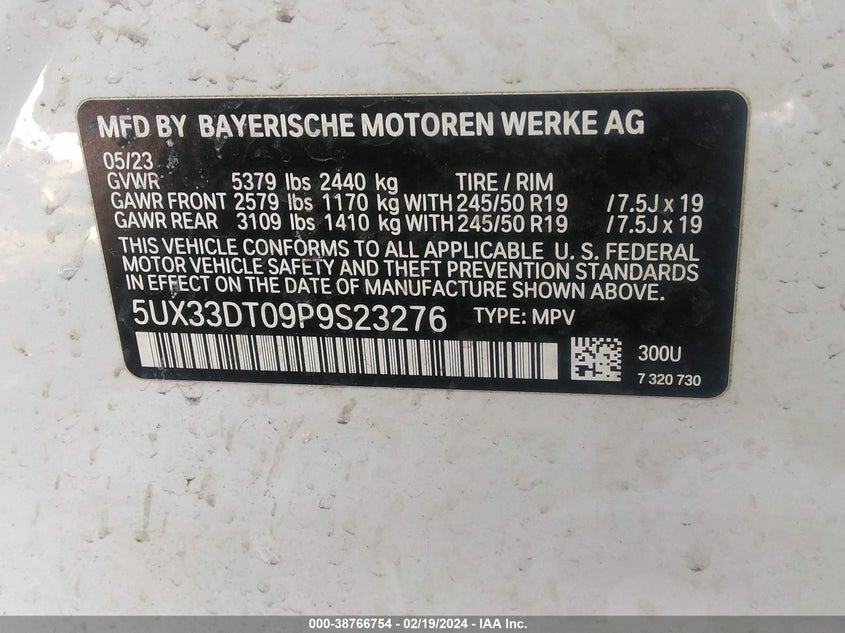 MFD BY BAYERISCHE MOTOREN WERKE AG
05/23
GVWR 5379 lbs 2440 kg TIRE / RIM
GAWR FRONT 2579 lbs 1170 kg WITH 245/50 R19 /7.5J x 19
GAWR REAR 3109 lbs 1410 kg WITH 245/50 R19 /7.5J x 19
THIS VEHICLE CONFORMS TO ALL APPLICABLE U. S. FEDERAL
MOTOR VEHICLE SAFETY AND THEFT PREVENTION STANDARDS
IN EFFECT ON THE DATE OF MANUFACTURE SHOWN ABOVE.
5UX33DT09P9S23276 TYPE: MPV
300U
7 320 730
000-38766754 - 02/19/2024 - IAA Inc.